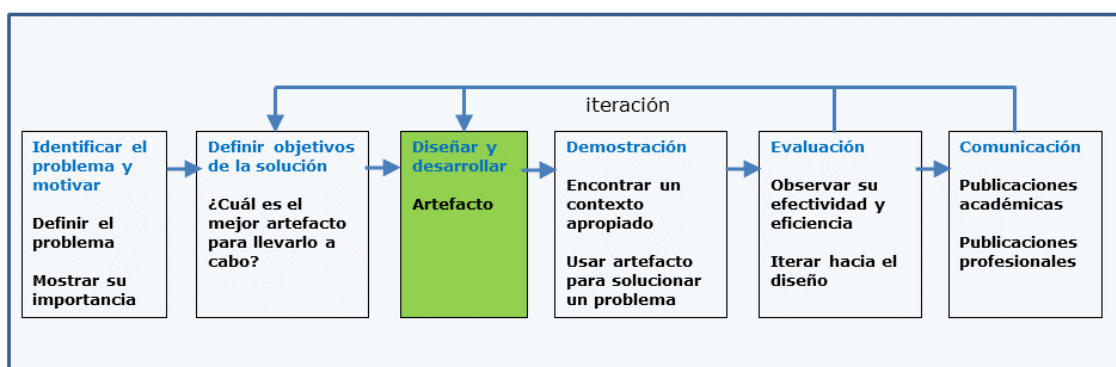 iteración
Identificar el
problema y
motivar
Definir el
problema
Mostrar su
importancia
Definir objetivos
de la solución
¿Cuál es el
mejor artefacto
para llevarlo a
cabo?
Diseñar y
desarrollar
Artefacto
Demostración
Encontrar un
contexto
apropiado
Usar artefacto
para solucionar
un problema
Evaluación
Observar su
efectividad y
eficiencia
Iterar hacia el
diseño
Comunicación
Publicaciones
académicas
Publicaciones
profesionales